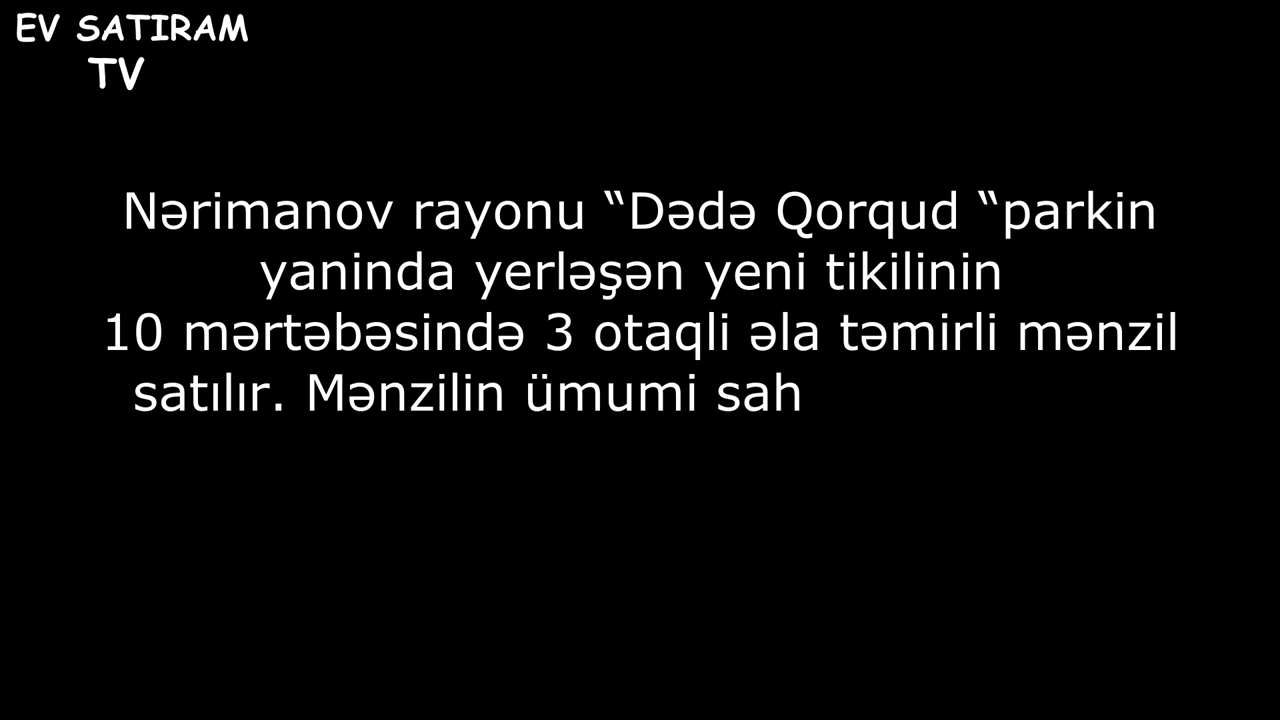 EV SATIRAM
TV
Nərimanov rayonu “Dədə Qorqud “parkin
yaninda yerləşən yeni tikilinin
10 mərtəbəsində 3 otaqli əla təmirli mənzil
satılır. Mənzilin ümumi sah